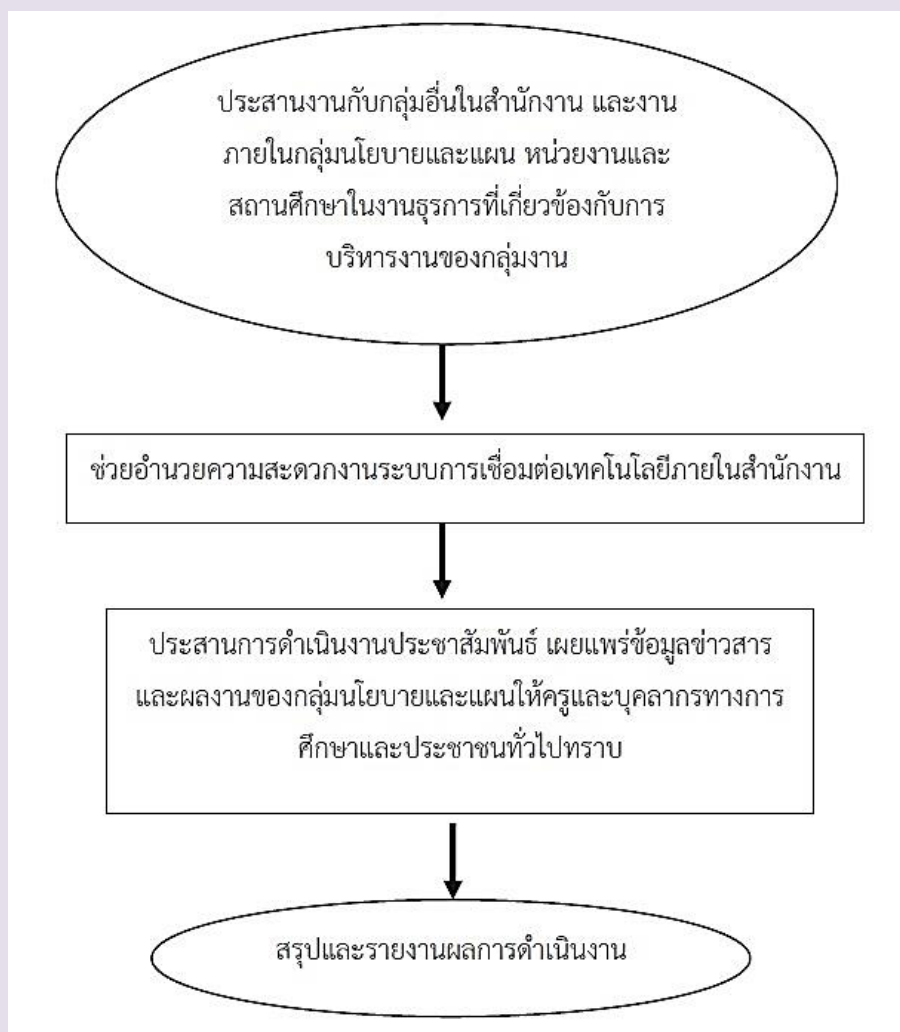 ประสานงานกับกลุ่มอื่นในสำนักงาน และงาน
ภายในกลุ่มนโยบายและแผน หน่วยงานและ
สถานศึกษาในงานธุรการที่เกี่ยวข้องกับการ
บริหารงานของกลุ่มงาน
ช่วยอำนวยความสะดวกงานระบบการเชื่อมต่อเทคโนโลยีภายในสำนักงาน
ประสานการดำเนินงานประชาสัมพันธ์ เผยแพร่ข้อมูลข่าวสาร
และผลงานของกลุ่มนโยบายและแผนให้ครูและบุคลากรทางการ
ศึกษาและประชาชนทั่วไปทราบ
สรุปและรายงานผลการดำเนินงาน